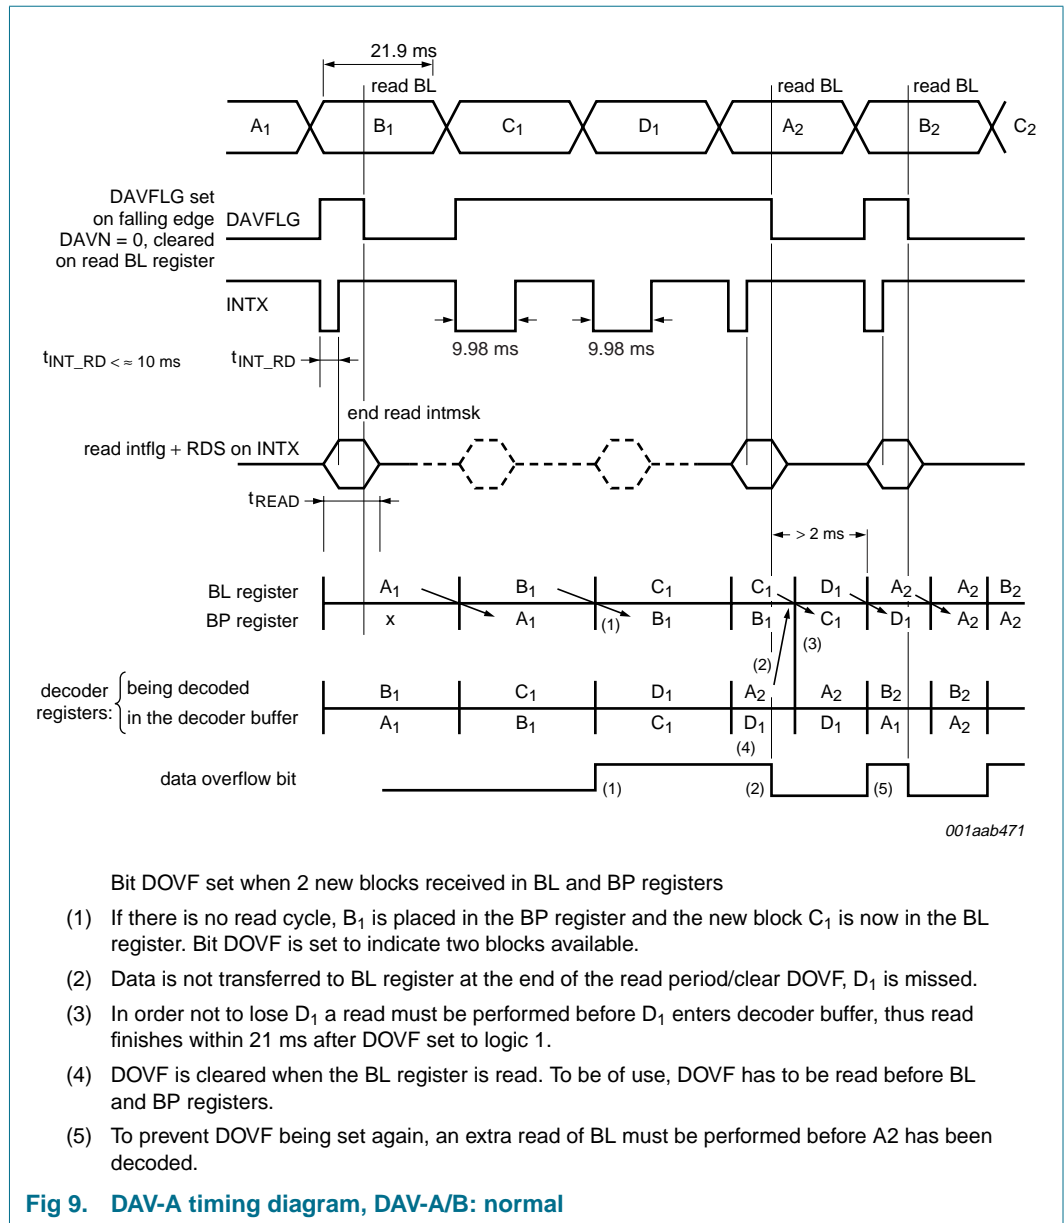 21.9 ms
read BL read BL read BL
A1 B1 C1 D1 A2 B2 C2
DAVFLG set
on falling edge
DAVN = 0, cleared
on read BL register
DAVFLG
INTX
9.98 ms 9.98 ms
tINT_RD < ≈ 10 ms tINT_RD
end read intmsk
read intflg + RDS on INTX
tREAD
> 2 ms
BL register A1 B1 C1 C1 D1 A2 A2 B2
BP register x A1 (1) B1 B1 C1 D1 A2 A2
(2) (3)
decoder
registers:
being decoded B1 C1 D1 A2 A2 B2 B2
in the decoder buffer A1 B1 C1 D1 D1 A1 A2
(4)
data overflow bit (1) (2) (5)
001aab471
Bit DOVF set when 2 new blocks received in BL and BP registers
(1) If there is no read cycle, B1 is placed in the BP register and the new block C1 is now in the BL
register. Bit DOVF is set to indicate two blocks available.
(2) Data is not transferred to BL register at the end of the read period/clear DOVF, D1 is missed.
(3) In order not to lose D1 a read must be performed before D1 enters decoder buffer, thus read
finishes within 21 ms after DOVF set to logic 1.
(4) DOVF is cleared when the BL register is read. To be of use, DOVF has to be read before BL
and BP registers.
(5) To prevent DOVF being set again, an extra read of BL must be performed before A2 has been
decoded.
Fig 9. DAV-A timing diagram, DAV-A/B: normal